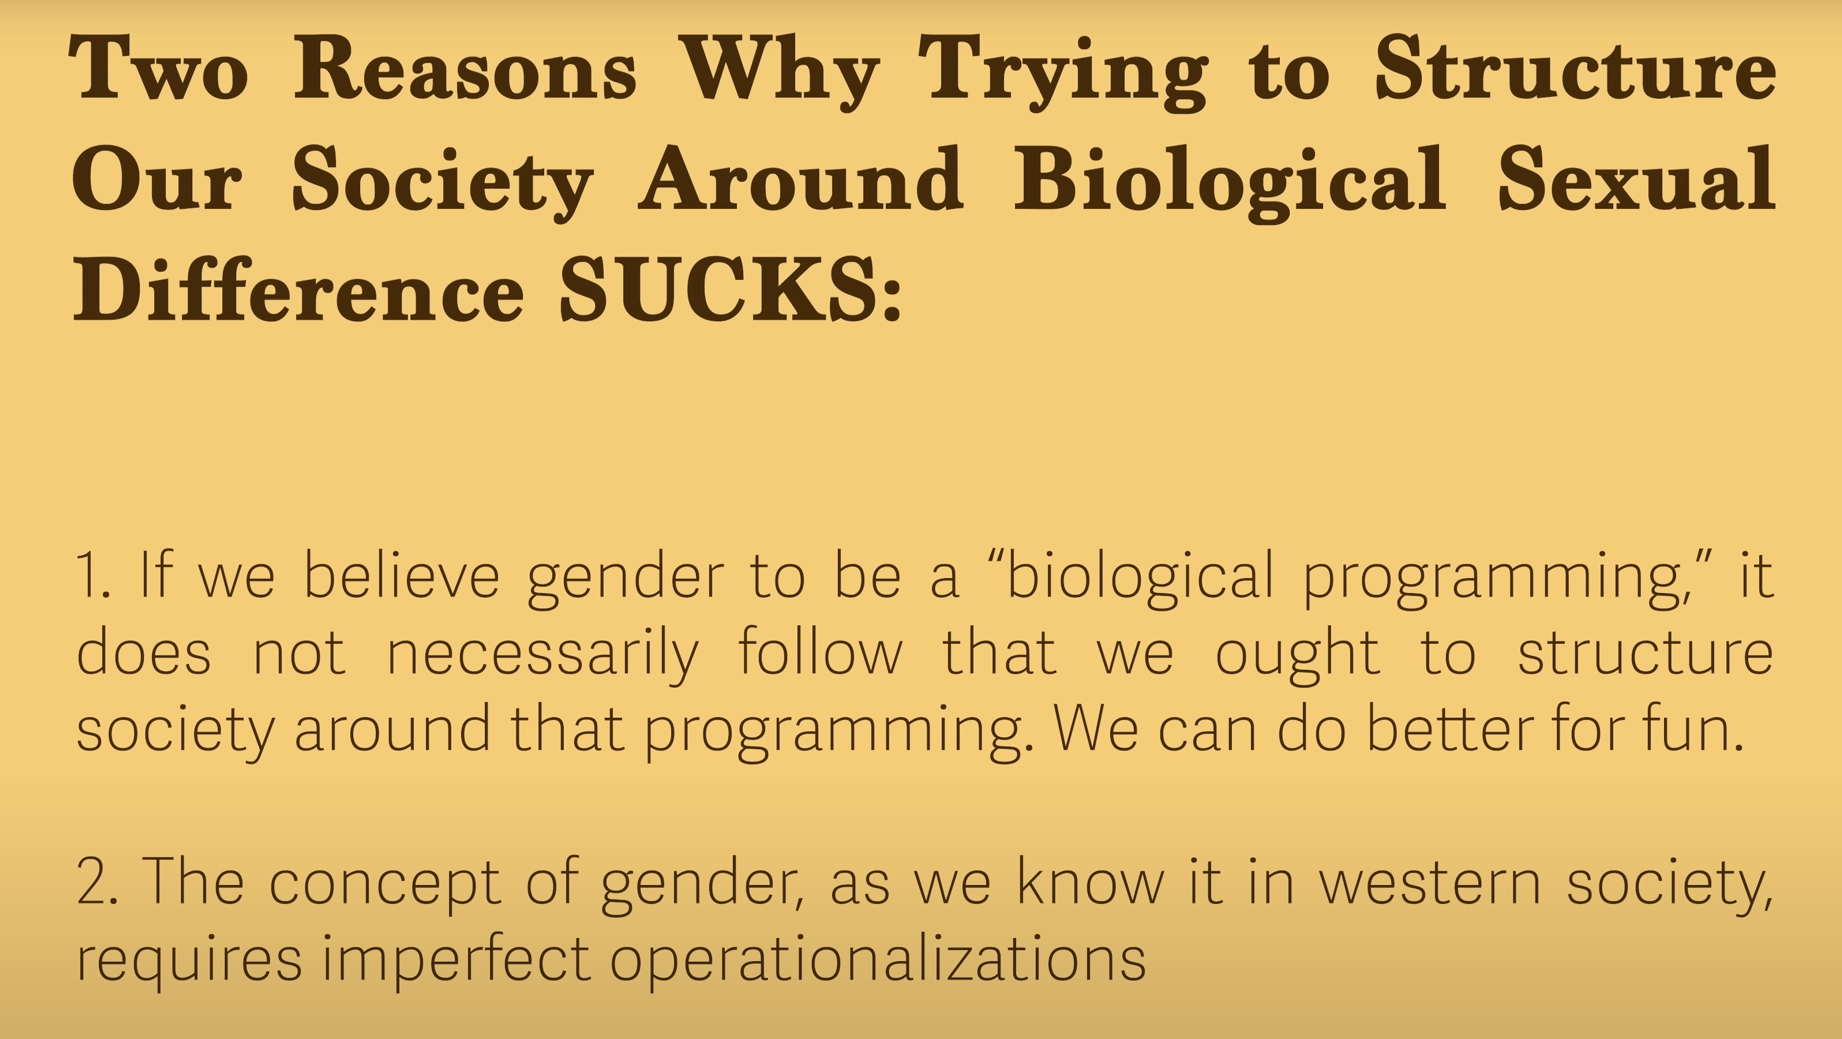 Two Reasons Why Trying to Structure
Our Society Around Biological Sexual
Difference SUCKS:
1. If we believe gender to be a “biological programming,” it
does not necessarily follow that we ought to structure
society around that programming. We can do better for fun.
2. The concept of gender, as we know it in western society,
requires imperfect operationalizations